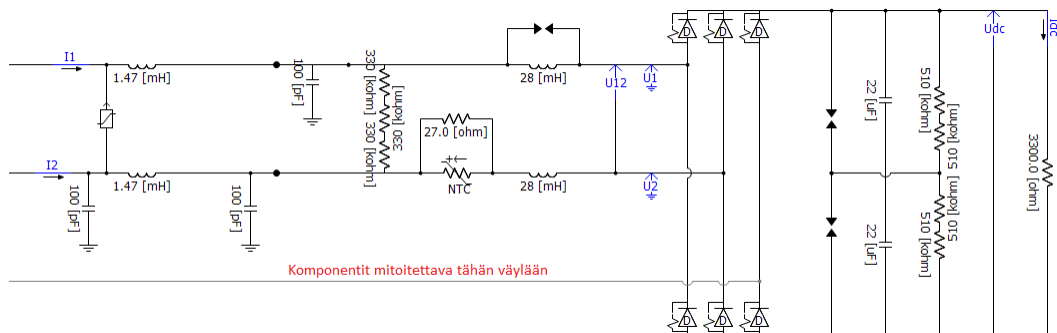 I1
1.47 [mH]
100
[pF]
330
[kohm]
330 [kohm]
330
[kohm]
28 [mH]
U12
U1
27.0 [ohm]
+←
NTC
I2
1.47 [mH]
100
[pF]
100
[pF]
28 [mH]
U2
Komponentit mitoitettava tähän väylään
D
D
D
D
D
D
22
[uF]
22
[uF]
510
[kohm]
510 [kohm]
510
[kohm]
510 [kohm]
Udc
Idc
3300.0 [ohm]